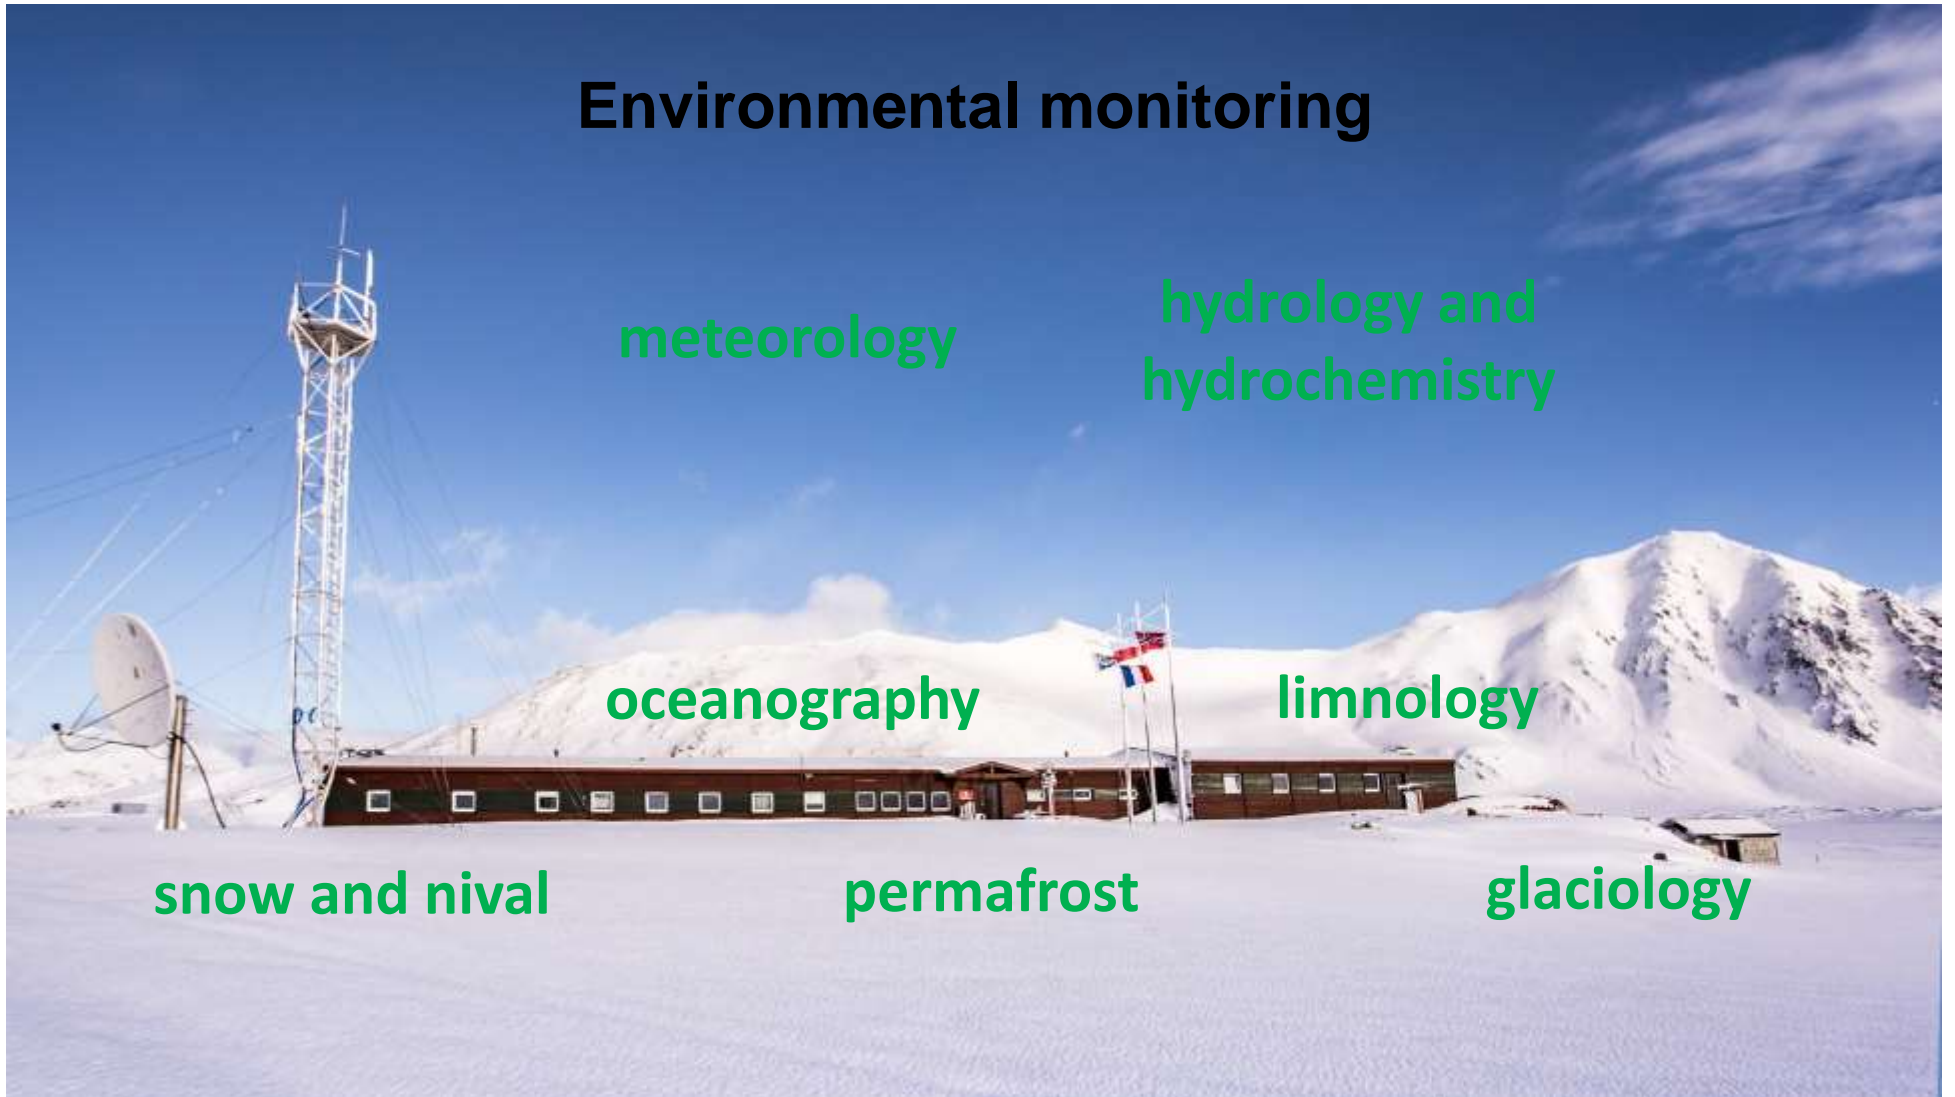 Environmental monitoring
meteorology
hydrology and
hydrochemistry
oceanography
limnology
snow and nival
permafrost
glaciology